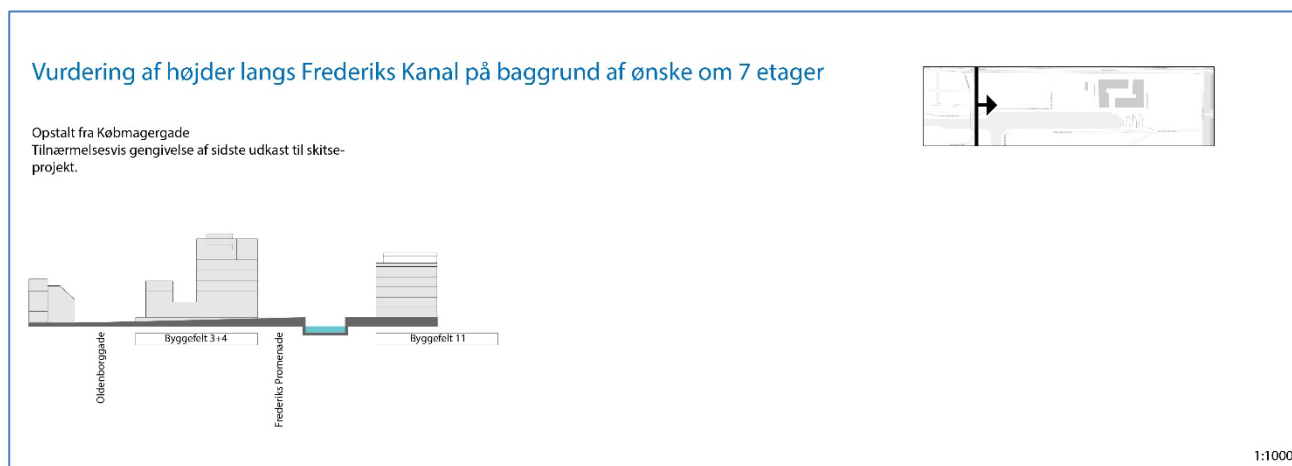 Vurdering af højder langs Frederiks Kanal på baggrund af ønske om 7 etager
Opstalt fra Købmagergade
Tilnærmelsesvis gengivelse af sidste udkast til skitse-
projekt.
Oldenborggade
Byggefelt 3+4
Frederiks Promenade
Byggefelt 11
1:1000